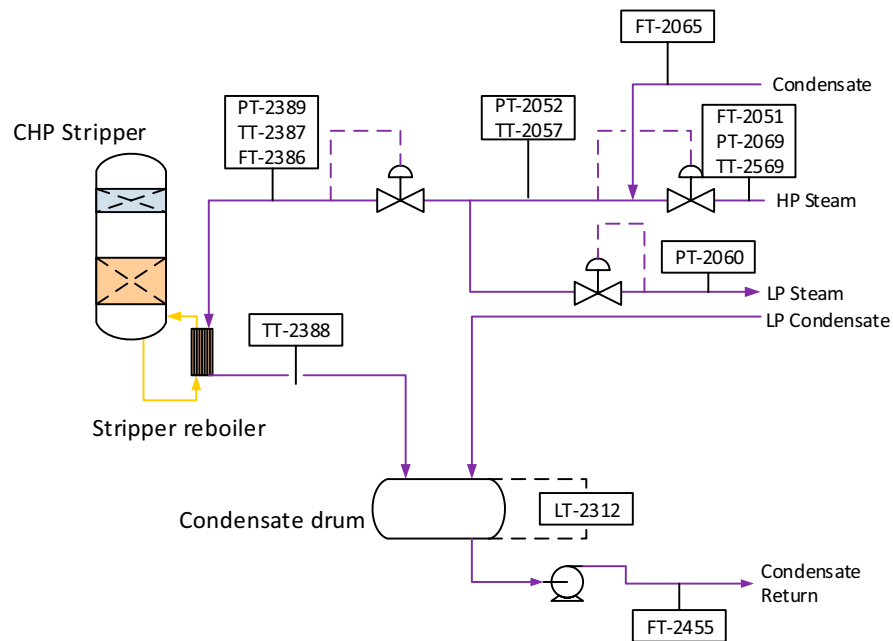 FT-2065
Condensate
PT-2389
TT-2387
FT-2386
PT-2052
TT-2057
FT-2051
PT-2069
TT-2569
CHP Stripper
HP Steam
PT-2060
LP Steam
LP Condensate
TT-2388
Stripper reboiler
LT-2312
Condensate drum
Condensate
Return
FT-2455